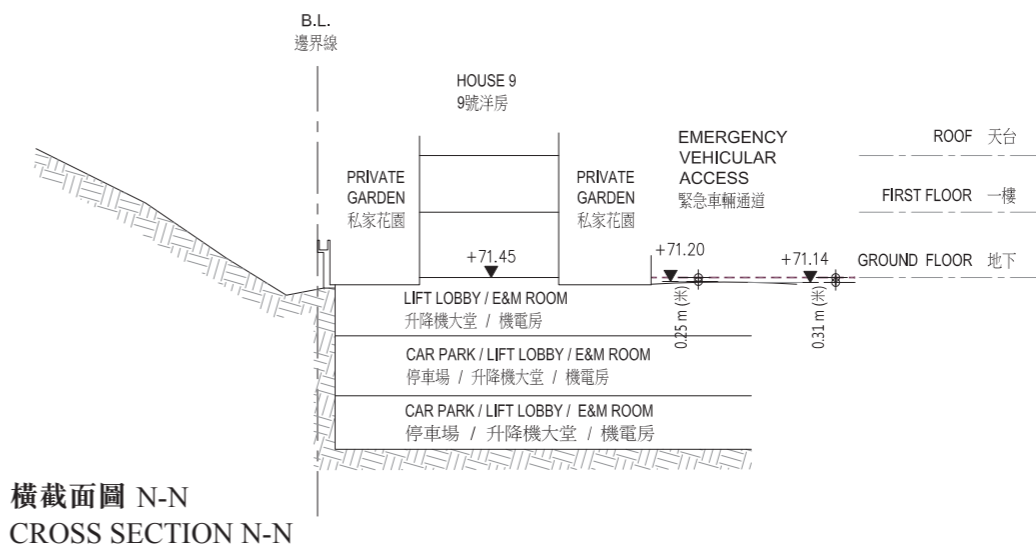 B.L.
邊界線
HOUSE 9
9號洋房
EMERGENCY
VEHICULAR
ACCESS
緊急車輛通道
ROOF 天台
PRIVATE
GARDEN
私家花園
PRIVATE
GARDEN
私家花園
FIRST FLOOR 一樓
+71.45
+71.20
+71.14
GROUND FLOOR 地下
LIFT LOBBY / E&M ROOM
升降機大堂 / 機電房
0.25 m (米)
0.31 m (米)
CAR PARK / LIFT LOBBY / E&M ROOM
停車場 / 升降機大堂 / 機電房
CAR PARK / LIFT LOBBY / E&M ROOM
停車場 / 升降機大堂 / 機電房
橫截面圖 N-N
CROSS SECTION N-N